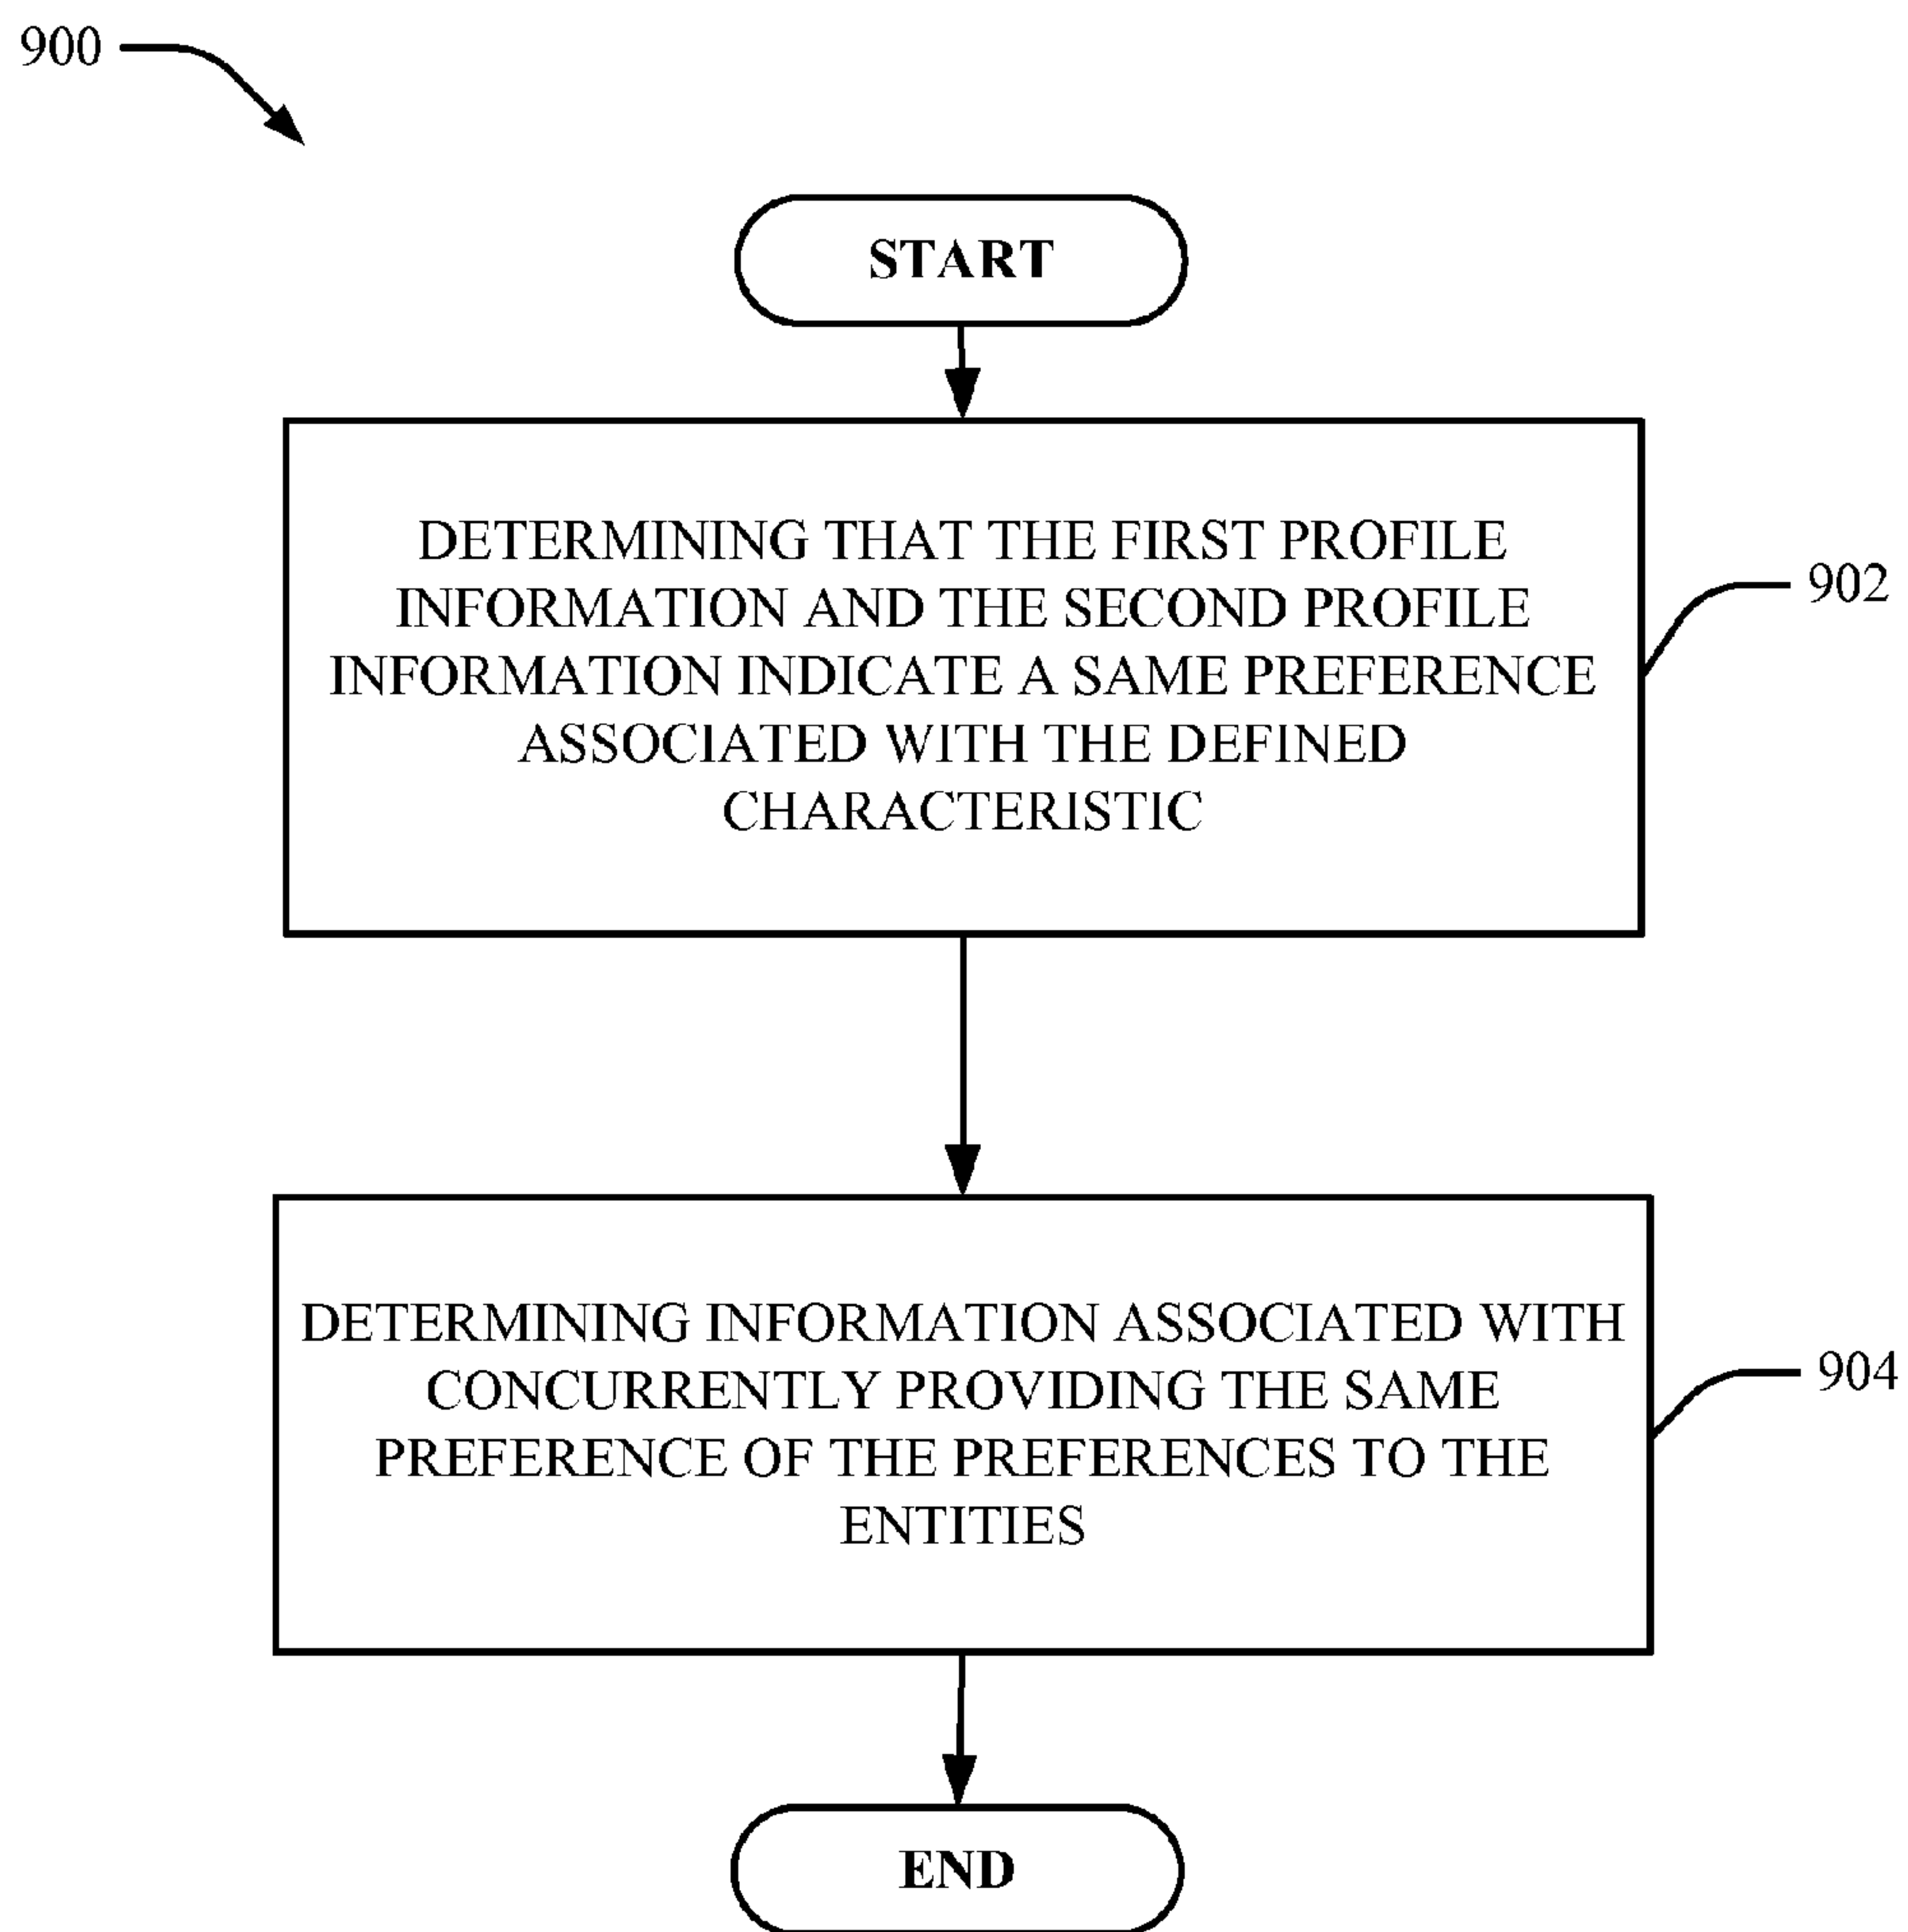 900
START
DETERMINING THAT THE FIRST PROFILE
INFORMATION AND THE SECOND PROFILE
INFORMATION INDICATE A SAME PREFERENCE
ASSOCIATED WITH THE DEFINED
CHARACTERISTIC
902
DETERMINING INFORMATION ASSOCIATED WITH
CONCURRENTLY PROVIDING THE SAME
PREFERENCE OF THE PREFERENCES TO THE
ENTITIES
904
END